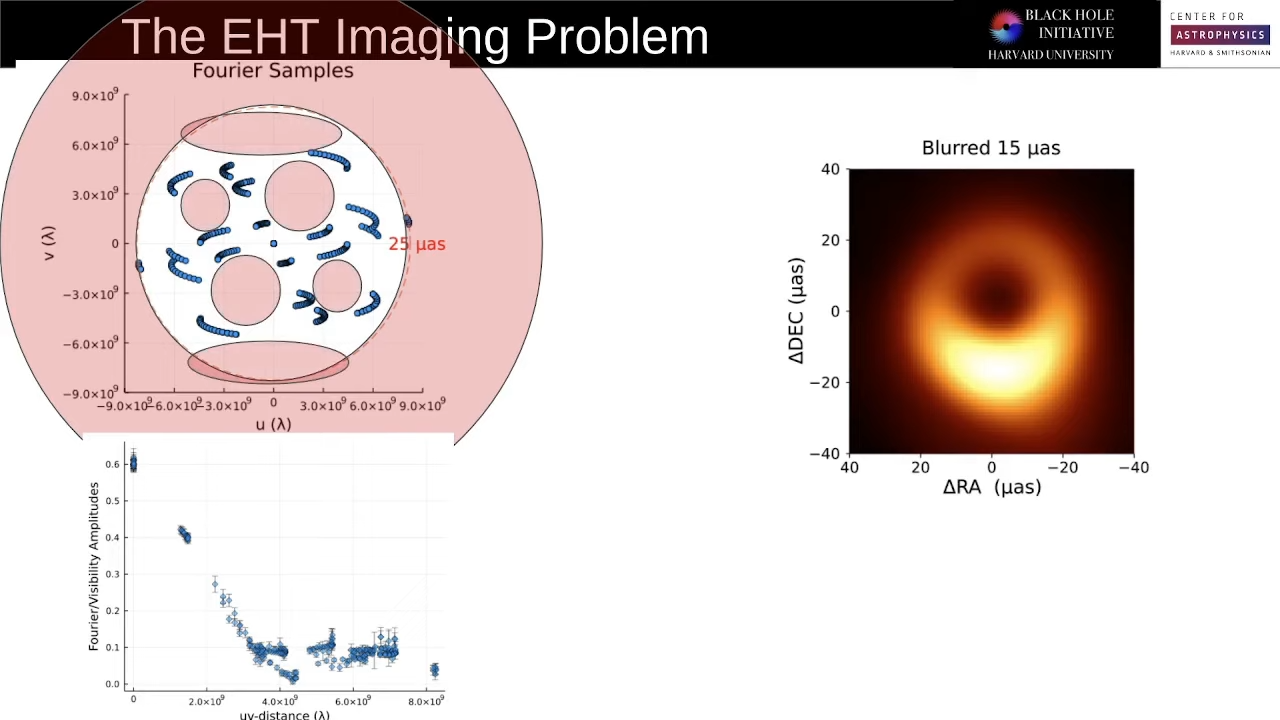 The EHT Imaging Problem
BLACK HOLE
INITIATIVE
HARVARD UNIVERSITY
CENTER FOR
ASTROPHYSICS
HARVARD & SMITHSONIAN
Fourier Samples
9.0×10⁹
6.0×10⁹
3.0×10⁹
0
−3.0×10⁹
−6.0×10⁹
−9.0×10⁹
v (λ)
25 μas
−9.0×10⁹ −6.0×10⁹ −3.0×10⁹ 0 3.0×10⁹ 6.0×10⁹ 9.0×10⁹
u (λ)
0.6
0.5
0.4
0.3
0.2
0.1
0.0
Fourier/Visibility Amplitudes
0 2.0×10⁹ 4.0×10⁹ 6.0×10⁹ 8.0×10⁹
uv-distance (λ)
Blurred 15 μas
40
20
0
−20
−40
ΔDEC (μas)
40 20 0 −20 −40
ΔRA (μas)